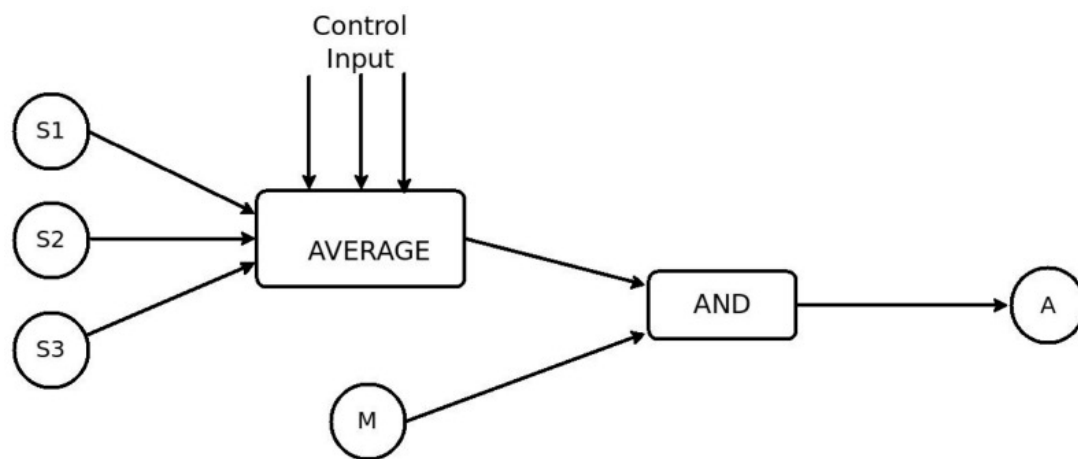 Control
Input
S1
S2
AVERAGE
S3
AND
A
M